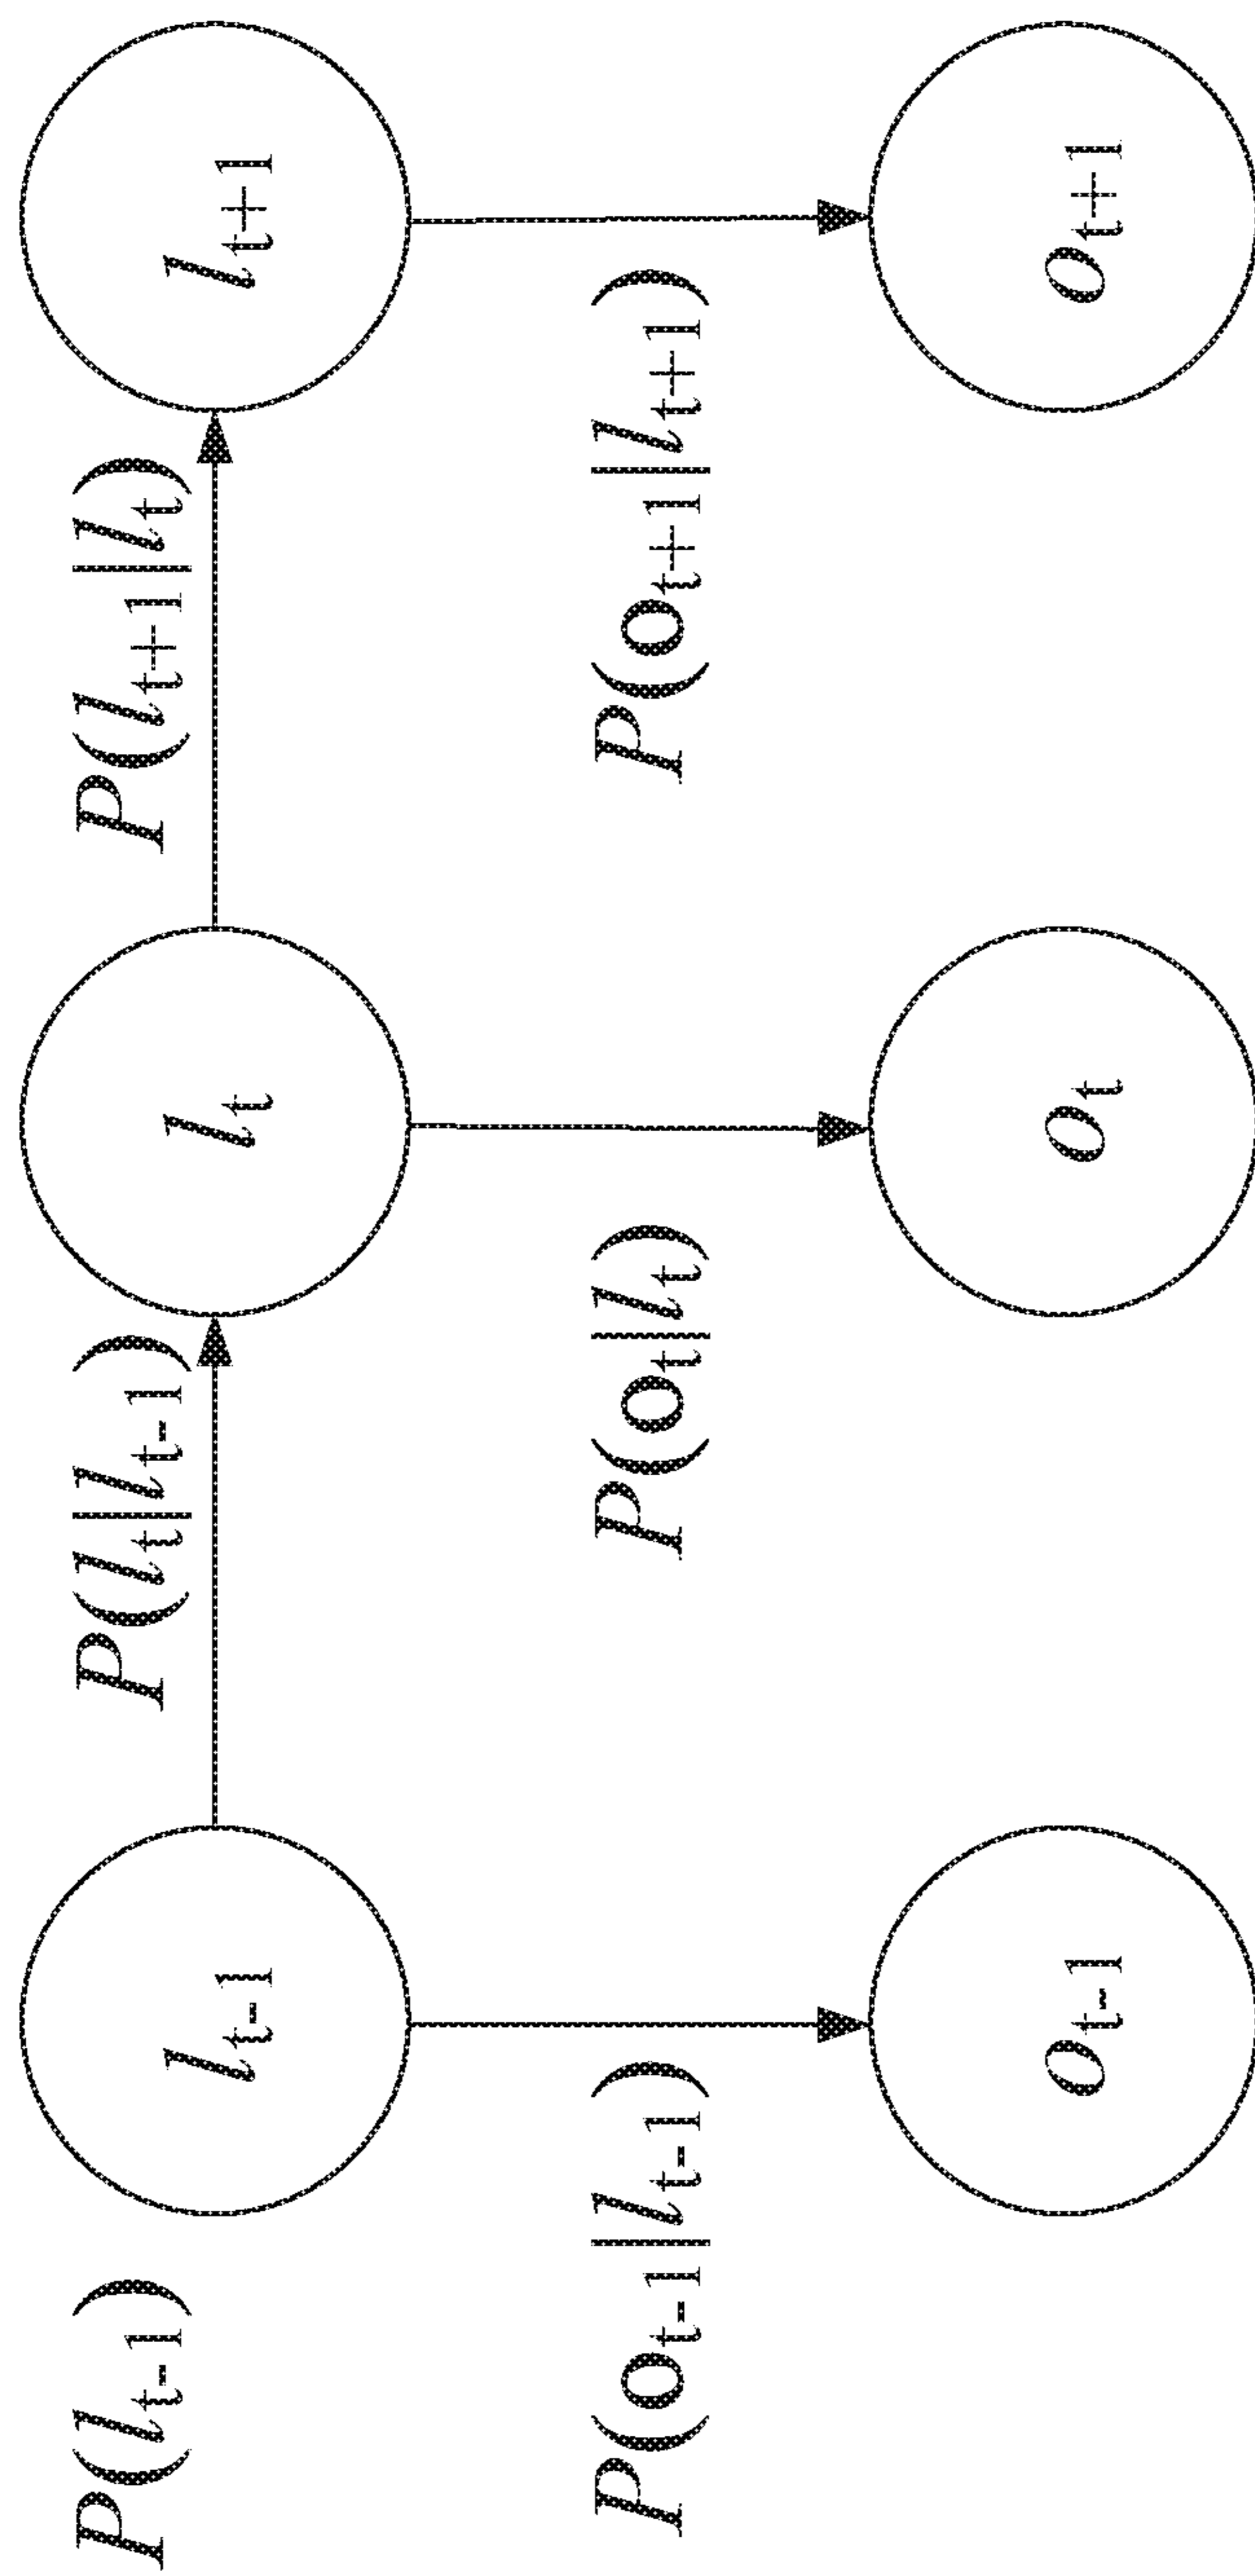 P(l_{t-1}) P(l_t|l_{t-1}) P(l_{t+1}|l_t)
l_{t-1} l_t l_{t+1}
P(o_{t-1}|l_{t-1}) P(o_t|l_t) P(o_{t+1}|l_{t+1})
o_{t-1} o_t o_{t+1}